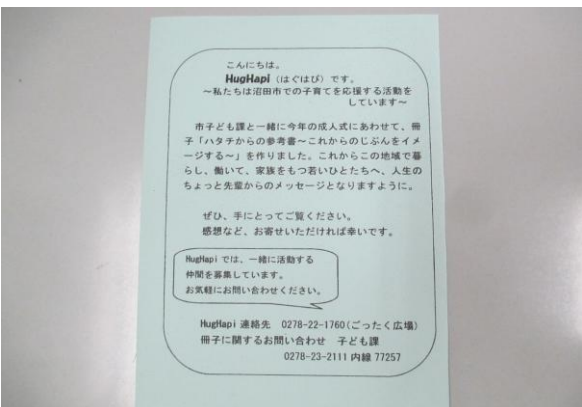 こんにちは。
HugHapi（はぐはぴ）です。
～私たちは沼田市での子育てを応援する活動を
しています～
市子ども課と一緒に今年の成人式にあわせて、冊
子「ハタチからの参考書～これからのじぶんをイメ
ージする～」を作りました。これからこの地域で暮
らし、働いて、家族をもつ若いひとたちへ、人生の
ちょっと先輩からのメッセージとなりますように。
ぜひ、手にとってご覧ください。
感想など、お寄せいただければ幸いです。
HugHapi では、一緒に活動する
仲間を募集しています。
お気軽にお問い合わせください。
HugHapi 連絡先　0278-22-1760(ごったく広場)
冊子に関するお問い合わせ　子ども課
0278-23-2111 内線 77257